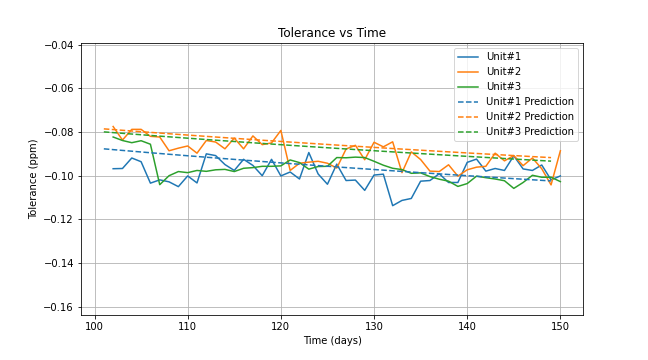 Tolerance vs Time
Tolerance (ppm)
−0.04
−0.06
−0.08
−0.10
−0.12
−0.14
−0.16
Unit#1
Unit#2
Unit#3
Unit#1 Prediction
Unit#2 Prediction
Unit#3 Prediction
100
110
120
130
140
150
Time (days)